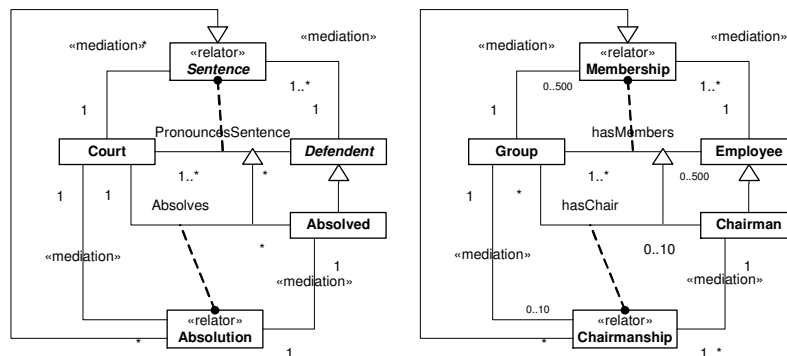 «mediation» *
«relator»
Sentence
«mediation»
1..*
1
1
PronouncesSentence
Court
Defendent
1..*
*
1
1
Absolves
Absolved
*
«mediation»
1
«mediation»
«relator»
Absolution
*
1
«mediation»
«relator»
Membership
«mediation»
0..500
1..*
1
1
hasMembers
Group
Employee
1..*
0..500
1
*
hasChair
Chairman
0..10
«mediation»
1
«mediation»
0..10
«relator»
Chairmanship
*
1..*